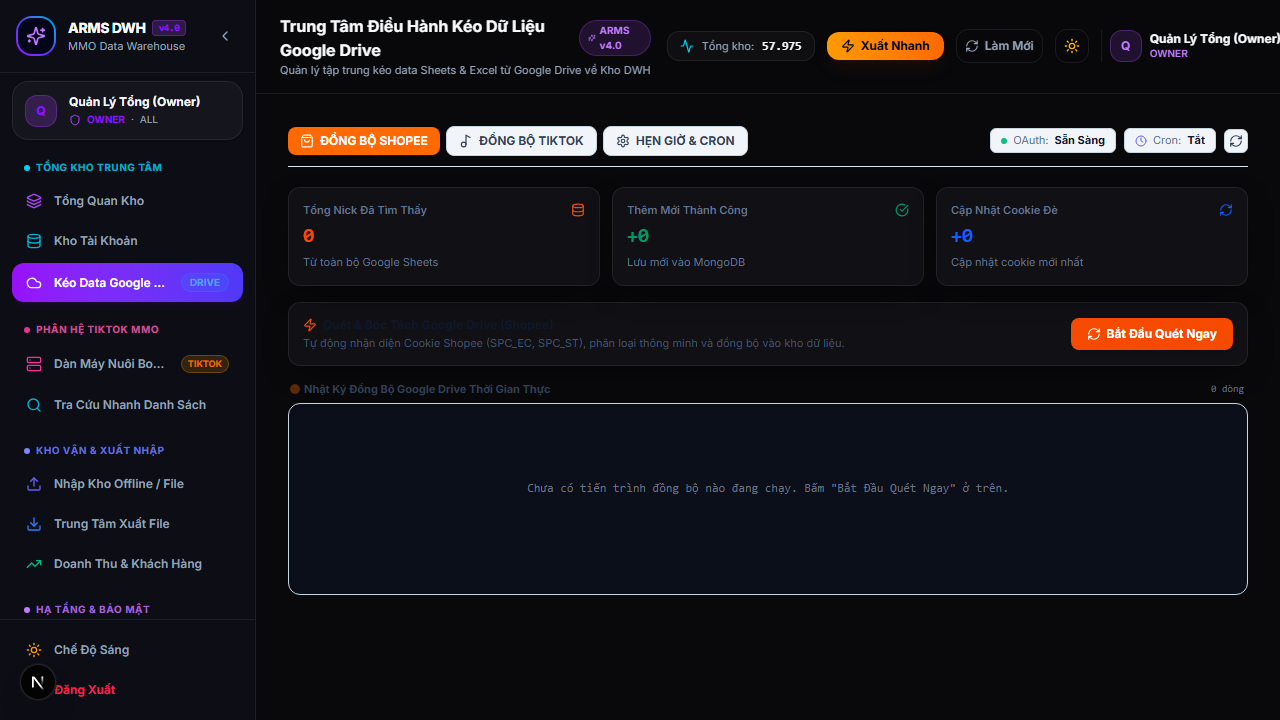 ARMS DWH v4.0
MMO Data Warehouse
Q
Quản Lý Tổng (Owner)
OWNER · ALL
TỔNG KHO TRUNG TÂM
Tổng Quan Kho
Kho Tài Khoản
Kéo Data Google ... DRIVE
PHÂN HỆ TIKTOK MMO
Dàn Máy Nuôi Bo... TIKTOK
Tra Cứu Nhanh Danh Sách
KHO VẬN & XUẤT NHẬP
Nhập Kho Offline / File
Trung Tâm Xuất File
Doanh Thu & Khách Hàng
HẠ TẦNG & BẢO MẬT
Chế Độ Sáng
N
Đăng Xuất
Trung Tâm Điều Hành Kéo Dữ Liệu
Google Drive
ARMS
v4.0
Quản lý tập trung kéo data Sheets & Excel từ Google Drive về Kho DWH
Tổng kho: 57.975
Xuất Nhanh
Làm Mới
Q
Quản Lý Tổng (Owner)
OWNER
ĐỒNG BỘ SHOPEE
ĐỒNG BỘ TIKTOK
HẸN GIỜ & CRON
OAuth: Sẵn Sàng
Cron: Tắt
Tổng Nick Đã Tìm Thấy
0
Từ toàn bộ Google Sheets
Thêm Mới Thành Công
+0
Lưu mới vào MongoDB
Cập Nhật Cookie Đè
+0
Cập nhật cookie mới nhất
Quét & Bóc Tách Google Drive (Shopee)
Tự động nhận diện Cookie Shopee (SPC_EC, SPC_ST), phân loại thông minh và đồng bộ vào kho dữ liệu.
Bắt Đầu Quét Ngay
Nhật Ký Đồng Bộ Google Drive Thời Gian Thực
0 dòng
Chưa có tiến trình đồng bộ nào đang chạy. Bấm "Bắt Đầu Quét Ngay" ở trên.